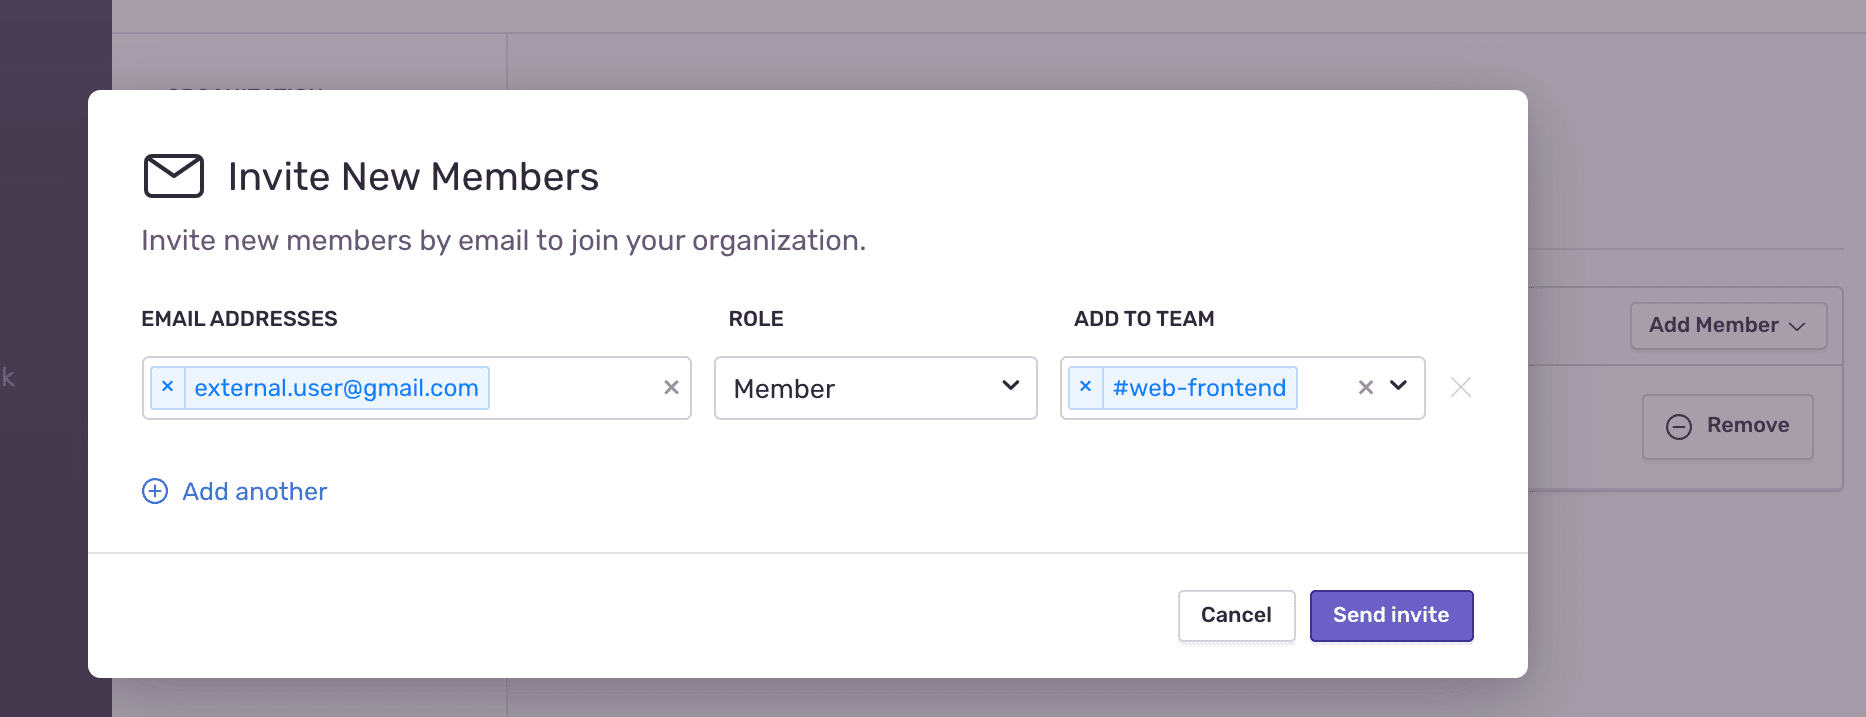 Invite New Members
Invite new members by email to join your organization.
EMAIL ADDRESSES ROLE ADD TO TEAM
external.user@gmail.com Member #web-frontend
Add another
Cancel Send invite
Add Member
Remove
k